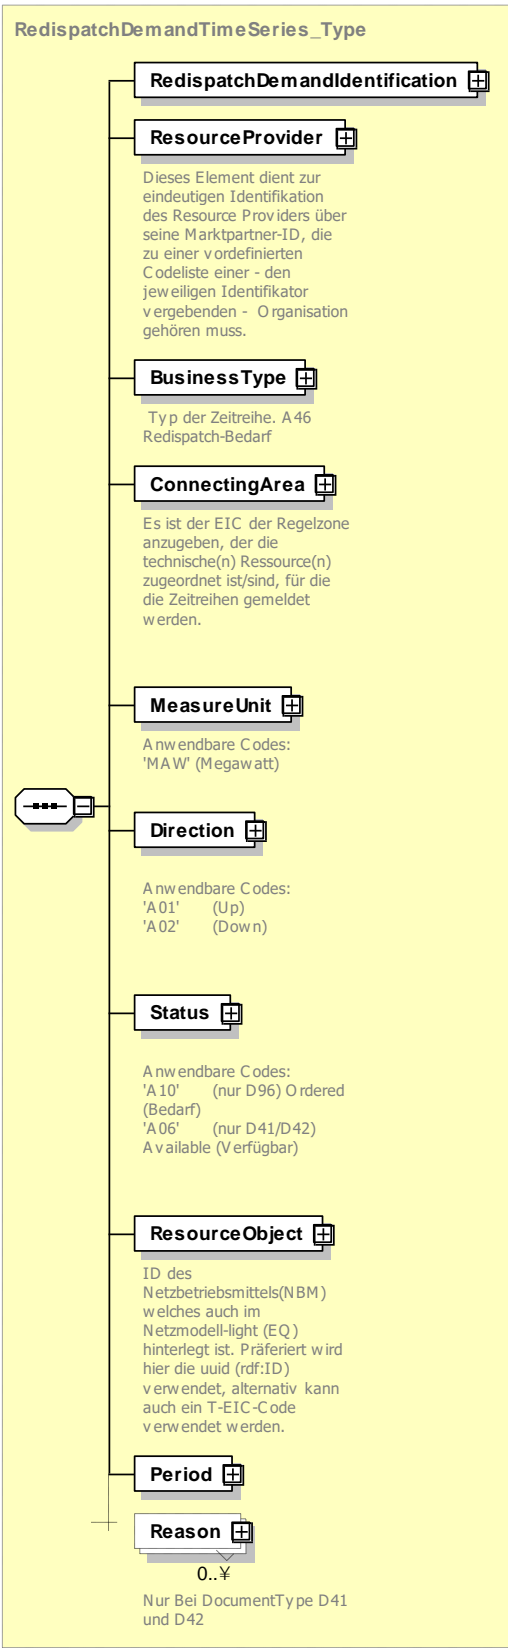 RedispatchDemandTimeSeries_Type
RedispatchDemandIdentification
ResourceProvider
Dieses Element dient zur
eindeutigen Identifikation
des Resource Providers über
seine Marktpartner-ID, die
zu einer vordefinierten
Codeliste einer - den
jeweiligen Identifikator
vergebenden - Organisation
gehören muss.
BusinessType
Typ der Zeitreihe. A46
Redispatch-Bedarf
ConnectingArea
Es ist der EIC der Regelzone
anzugeben, der die
technische(n) Ressource(n)
zugeordnet ist/sind, für die
die Zeitreihen gemeldet
werden.
MeasureUnit
Anwendbare Codes:
'MAW' (Megawatt)
Direction
Anwendbare Codes:
'A01' (Up)
'A02' (Down)
Status
Anwendbare Codes:
'A10' (nur D96) Ordered
(Bedarf)
'A06' (nur D41/D42)
Available (Verfügbar)
ResourceObject
ID des
Netzbetriebsmittels(NBM)
welches auch im
Netzmodell-light (EQ)
hinterlegt ist. Präferiert wird
hier die uuid (rdf:ID)
verwendet, alternativ kann
auch ein T-EIC-Code
verwendet werden.
Period
Reason
0..¥
Nur Bei DocumentType D41
und D42